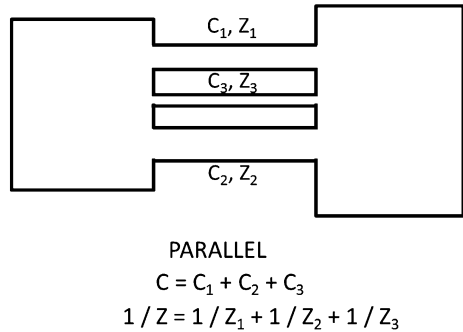 C₁, Z₁
C₃, Z₃
C₂, Z₂
PARALLEL
C = C₁ + C₂ + C₃
1 / Z = 1 / Z₁ + 1 / Z₂ + 1 / Z₃